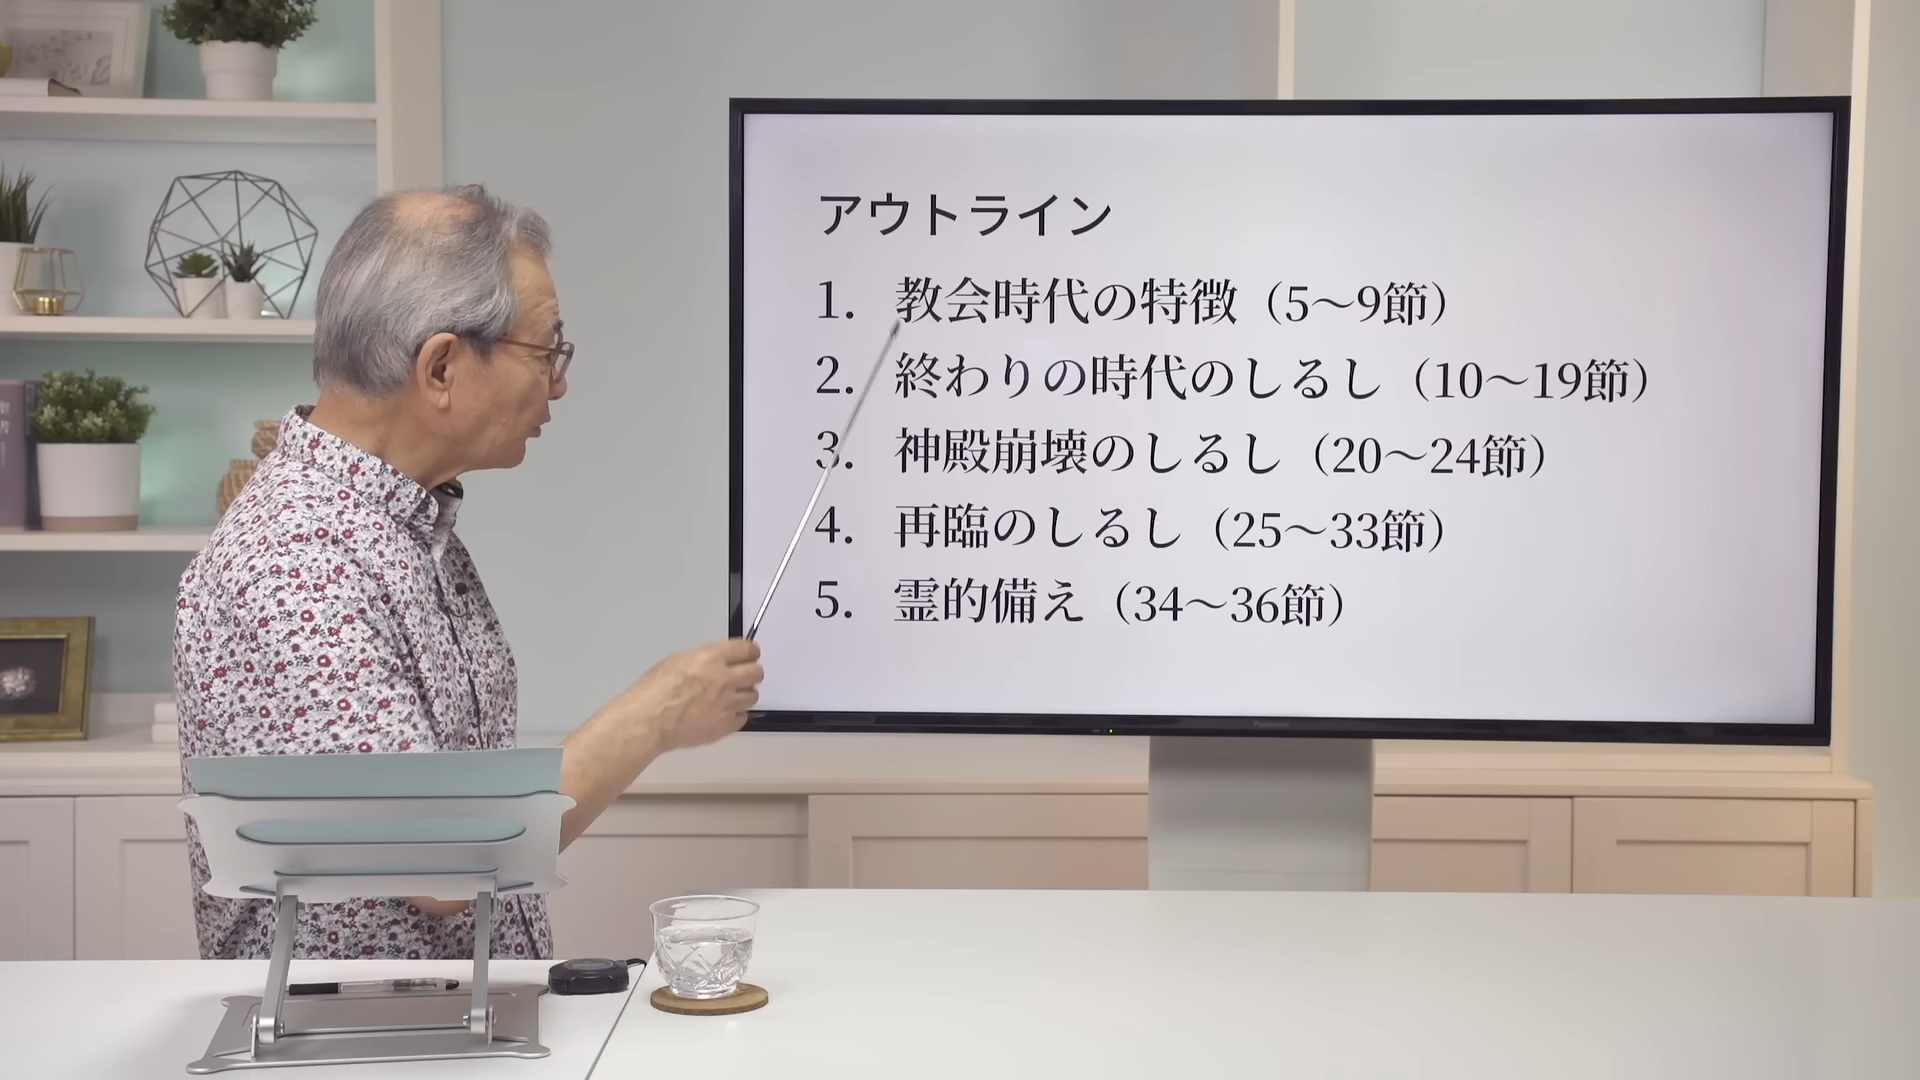 アウトライン
1. 教会時代の特徴（5〜9節）
2. 終わりの時代のしるし（10〜19節）
3. 神殿崩壊のしるし（20〜24節）
4. 再臨のしるし（25〜33節）
5. 霊的備え（34〜36節）
Panasonic